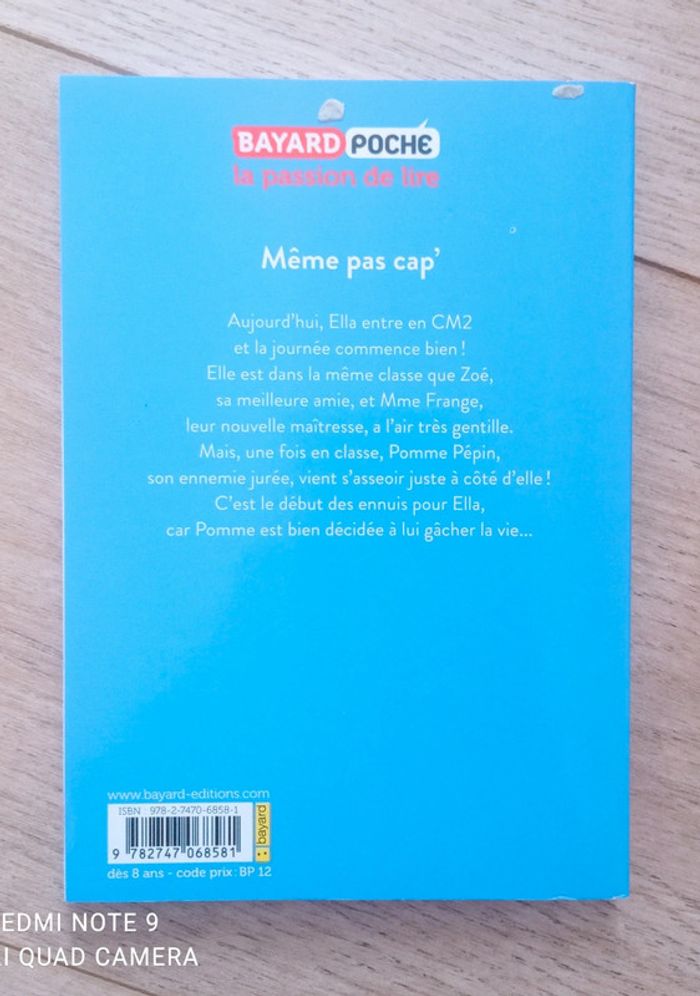 BAYARD POCHE
la passion de lire
Même pas cap'
Aujourd'hui, Ella entre en CM2
et la journée commence bien !
Elle est dans la même classe que Zoé,
sa meilleure amie, et Mme Frange,
leur nouvelle maîtresse, a l'air très gentille.
Mais, une fois en classe, Pomme Pépin,
son ennemie jurée, vient s'asseoir juste à côté d'elle !
C'est le début des ennuis pour Ella,
car Pomme est bien décidée à lui gâcher la vie...
www.bayard-editions.com
ISBN 978-2-7470-6858-1
bayard
9 782747 068581
dès 8 ans - code prix : BP 12
EDMI NOTE 9
I QUAD CAMERA